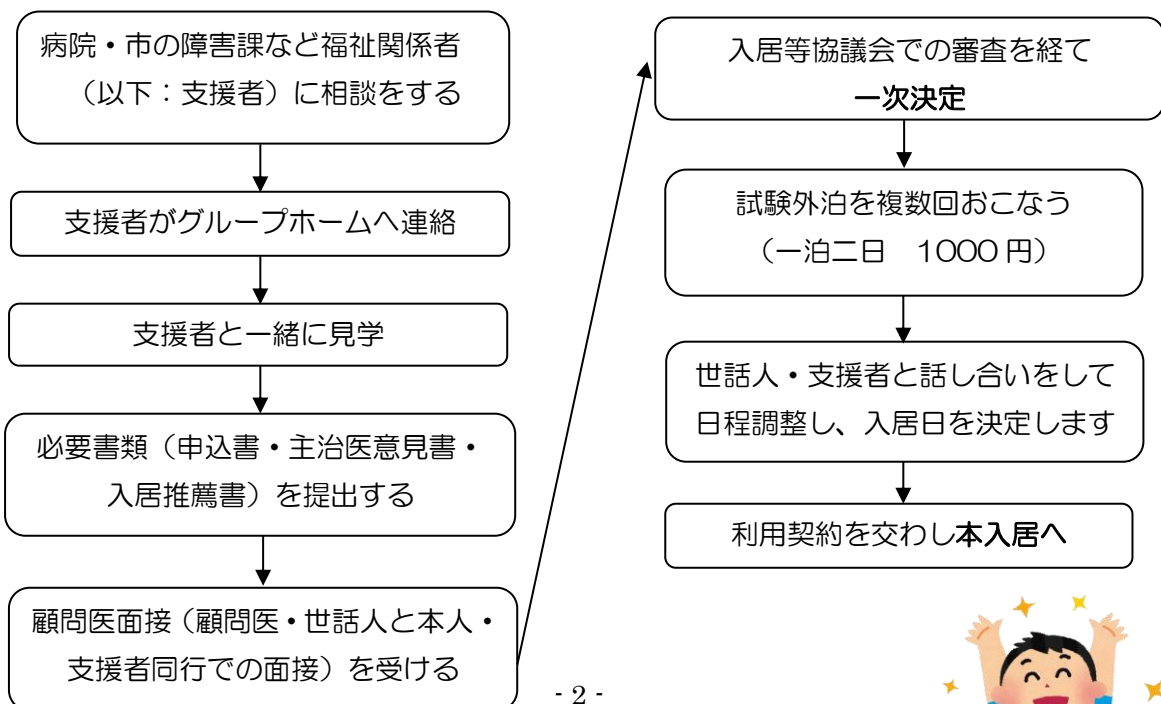 病院・市の障害課など福祉関係者
（以下：支援者）に相談をする
支援者がグループホームへ連絡
支援者と一緒に見学
必要書類（申込書・主治医意見書・
入居推薦書）を提出する
顧問医面接（顧問医・世話人と本人・
支援者同行での面接）を受ける
入居等協議会での審査を経て
一次決定
試験外泊を複数回おこなう
（一泊二日　1000円）
世話人・支援者と話し合いをして
日程調整し、入居日を決定します
利用契約を交わし本入居へ
- 2 -